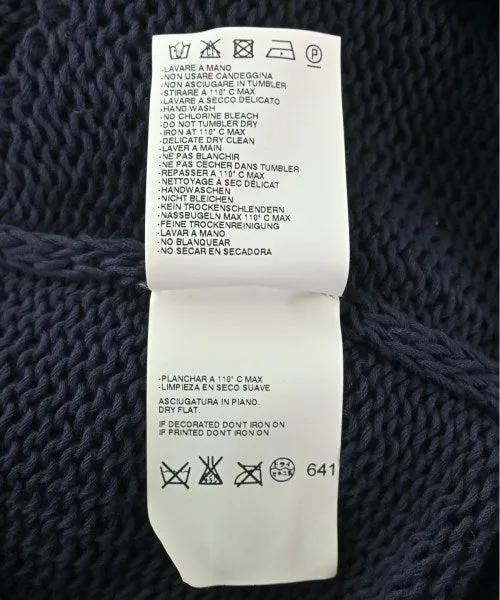 -LAVARE A MANO
-NON USARE CANDEGGINA
-NON ASCIUGARE IN TUMBLER
-STIRARE A 110° C MAX
-LAVARE A SECCO DELICATO
-HAND WASH
-NO CHLORINE BLEACH
-DO NOT TUMBLER DRY
-IRON AT 110° C MAX
-DELICATE DRY CLEAN
-LAVER A MAIN
-NE PAS BLANCHIR
-NE PAS CECHER DANS TUMBLER
-REPASSER A 110° C MAX
-NETTOYAGE À SEC DÉLICAT
-HANDWASCHEN
-NICHT BLEICHEN
-KEIN TROCKENSCHLENDERN
-NASSBUGELN MAX 110° C MAX
-FEINE TROCKENREINIGUNG
-LAVAR A MANO
-NO BLANQUEAR
-NO SECAR EN SECADORA
-PLANCHAR A 110° C MAX
-LIMPIEZA EN SECO SUAVE
ASCIUGATURA IN PIANO.
DRY FLAT.
IF DECORATED DON'T IRON ON
IF PRINTED DON'T IRON ON
641